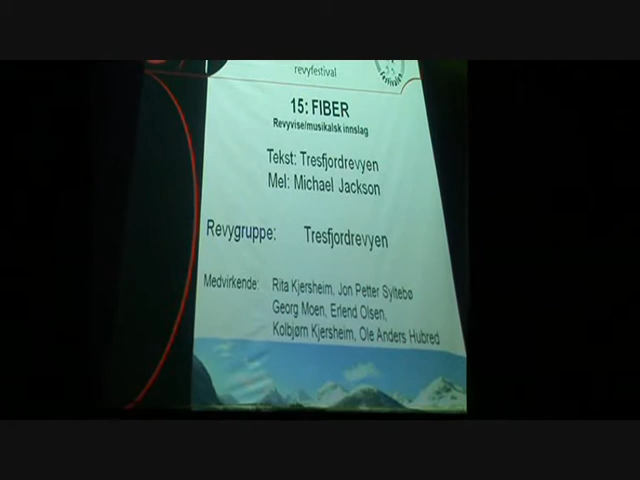 revyfestival
15: FIBER
Revyvise/musikalsk innslag
Tekst: Tresfjordrevyen
Mel: Michael Jackson
Revygruppe: Tresfjordrevyen
Medvirkende: Rita Kjersheim, Jon Petter Syltebø
Georg Moen, Erlend Olsen,
Kolbjørn Kjersheim, Ole Anders Hubred